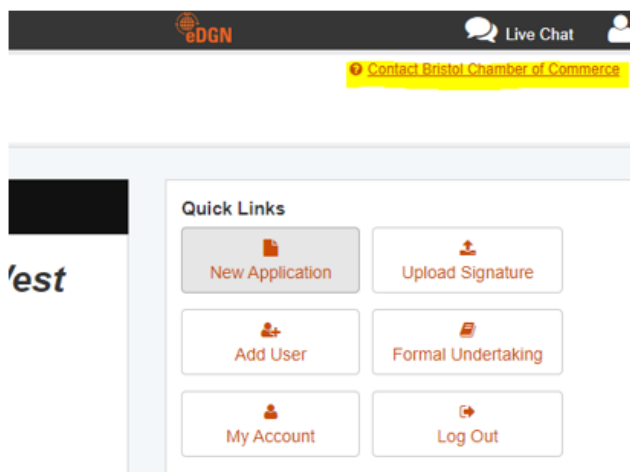 eDGN
Live Chat
Contact Bristol Chamber of Commerce
Quick Links
New Application
Upload Signature
est
Add User
Formal Undertaking
My Account
Log Out